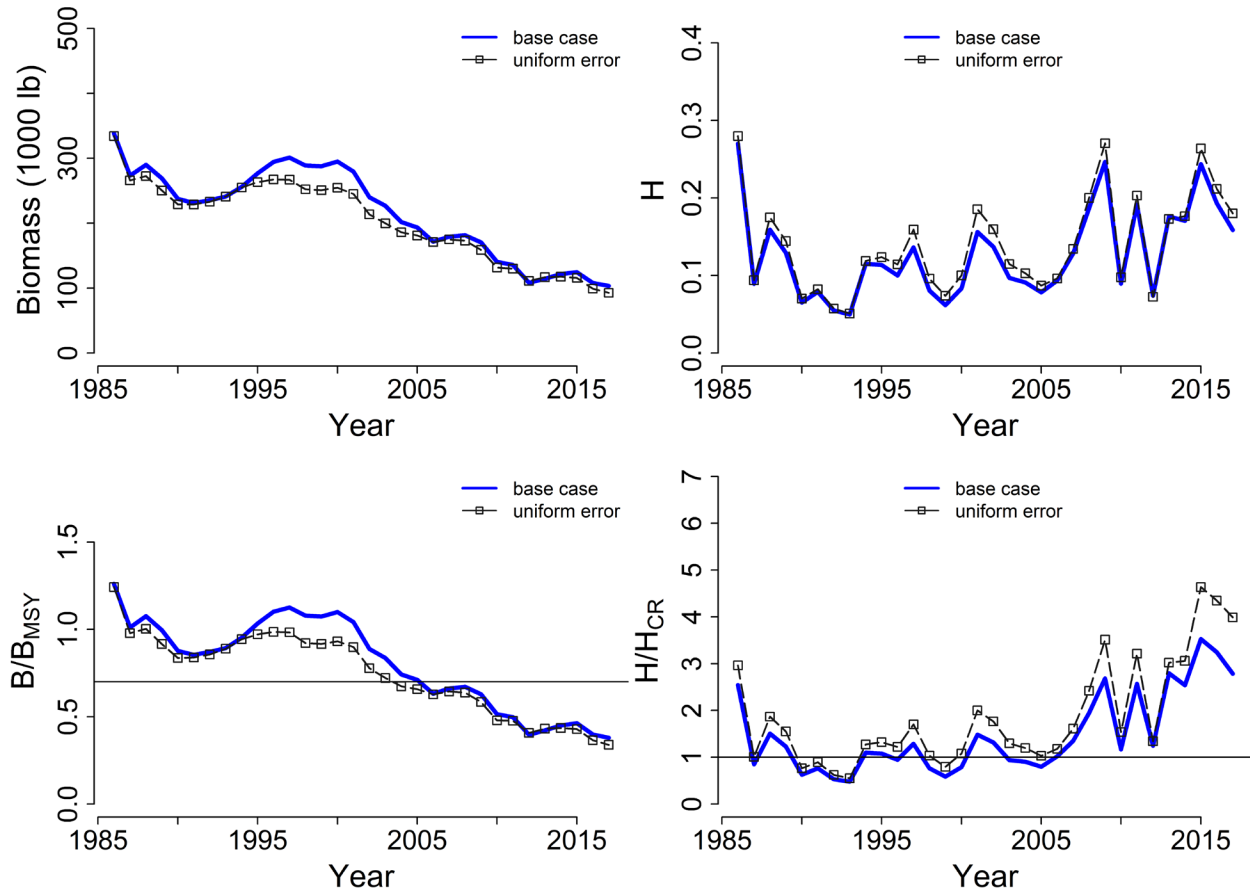 500
300
100
0
Biomass (1000 lb)
base case
uniform error
1985
1995
2005
2015
Year
0.4
0.3
0.2
0.1
0.0
H
base case
uniform error
1985
1995
2005
2015
Year
1.5
1.0
0.5
0.0
B/BMSY
base case
uniform error
1985
1995
2005
2015
Year
7
6
5
4
3
2
1
0
H/HCR
base case
uniform error
1985
1995
2005
2015
Year